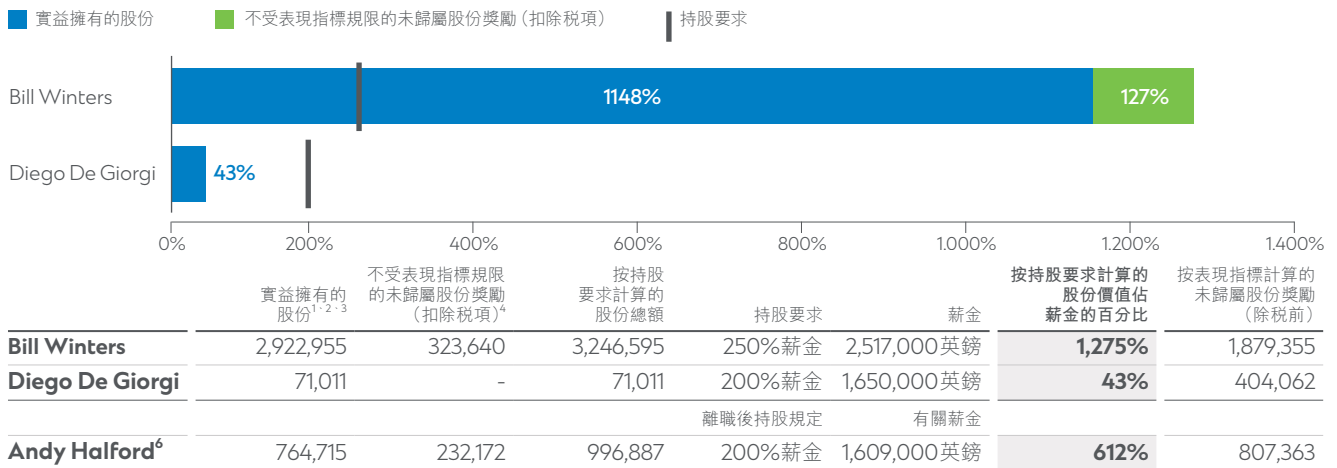 實益擁有的股份 不受表現指標規限的未歸屬股份獎勵（扣除税項） 持股要求
Bill Winters 1148% 127%
Diego De Giorgi 43%
0% 200% 400% 600% 800% 1.000% 1.200% 1.400%
實益擁有的
股份1、2、3
不受表現指標規限
的未歸屬股份獎勵
（扣除税項）4
按持股
要求計算的
股份總額
持股要求
薪金
按持股要求計算的
股份價值佔
薪金的百分比
按表現指標計算的
未歸屬股份獎勵
（除税前）
Bill Winters 2,922,955 323,640 3,246,595 250%薪金 2,517,000英鎊 1,275% 1,879,355
Diego De Giorgi 71,011 - 71,011 200%薪金 1,650,000英鎊 43% 404,062
離職後持股規定 有關薪金
Andy Halford6 764,715 232,172 996,887 200%薪金 1,609,000英鎊 612% 807,363